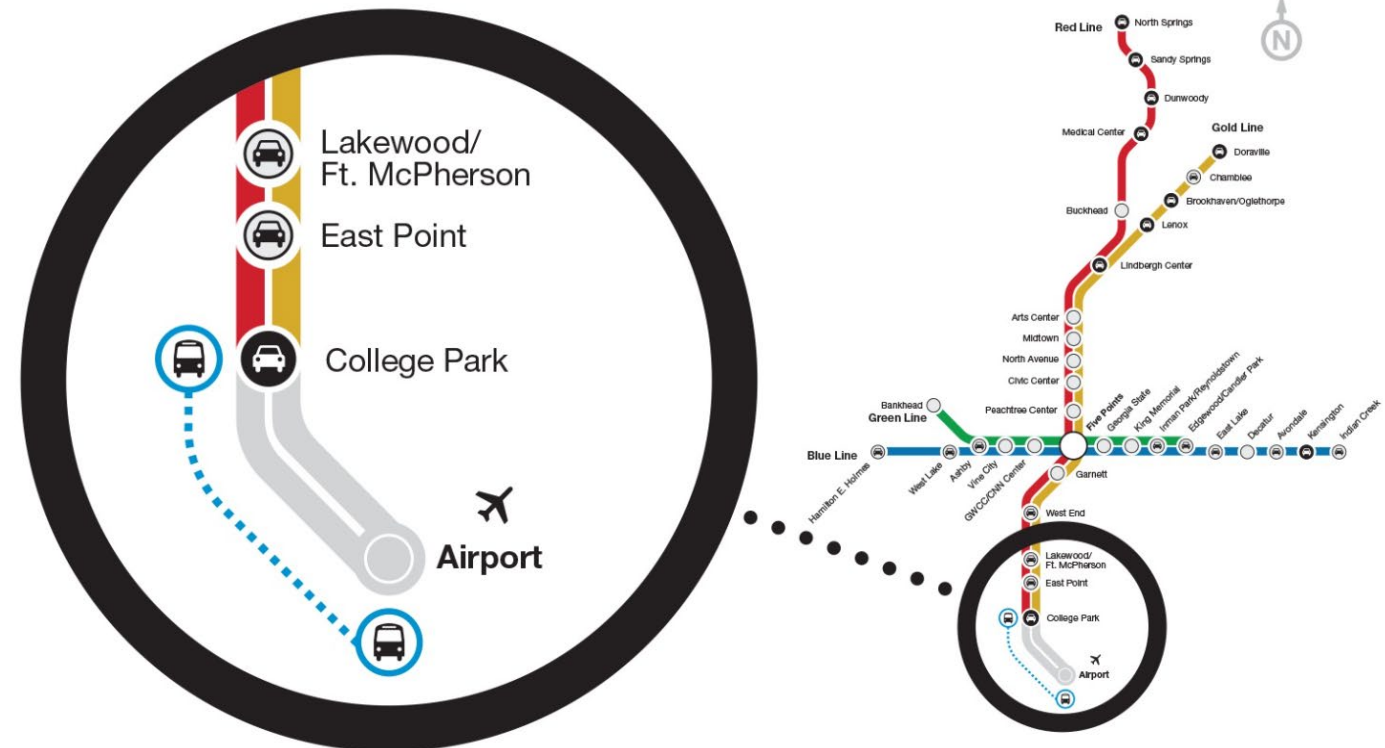 Lakewood/
Ft. McPherson
East Point
College Park
Airport
N
Red Line
North Springs
Sandy Springs
Dunwoody
Medical Center
Gold Line
Doraville
Chamblee
Brookhaven/Oglethorpe
Buckhead
Lenox
Lindbergh Center
Arts Center
Midtown
North Avenue
Civic Center
Peachtree Center
Bankhead
Green Line
Blue Line
Hamilton E. Holmes
West Lake
Ashby
Vine City
GWCC/CNN Center
Five Points
Georgia State
King Memorial
Inman Park/Reynoldstown
Edgewood/Candler Park
East Lake
Decatur
Avondale
Kensington
Indian Creek
Garnett
West End
Lakewood/
Ft. McPherson
East Point
College Park
Airport